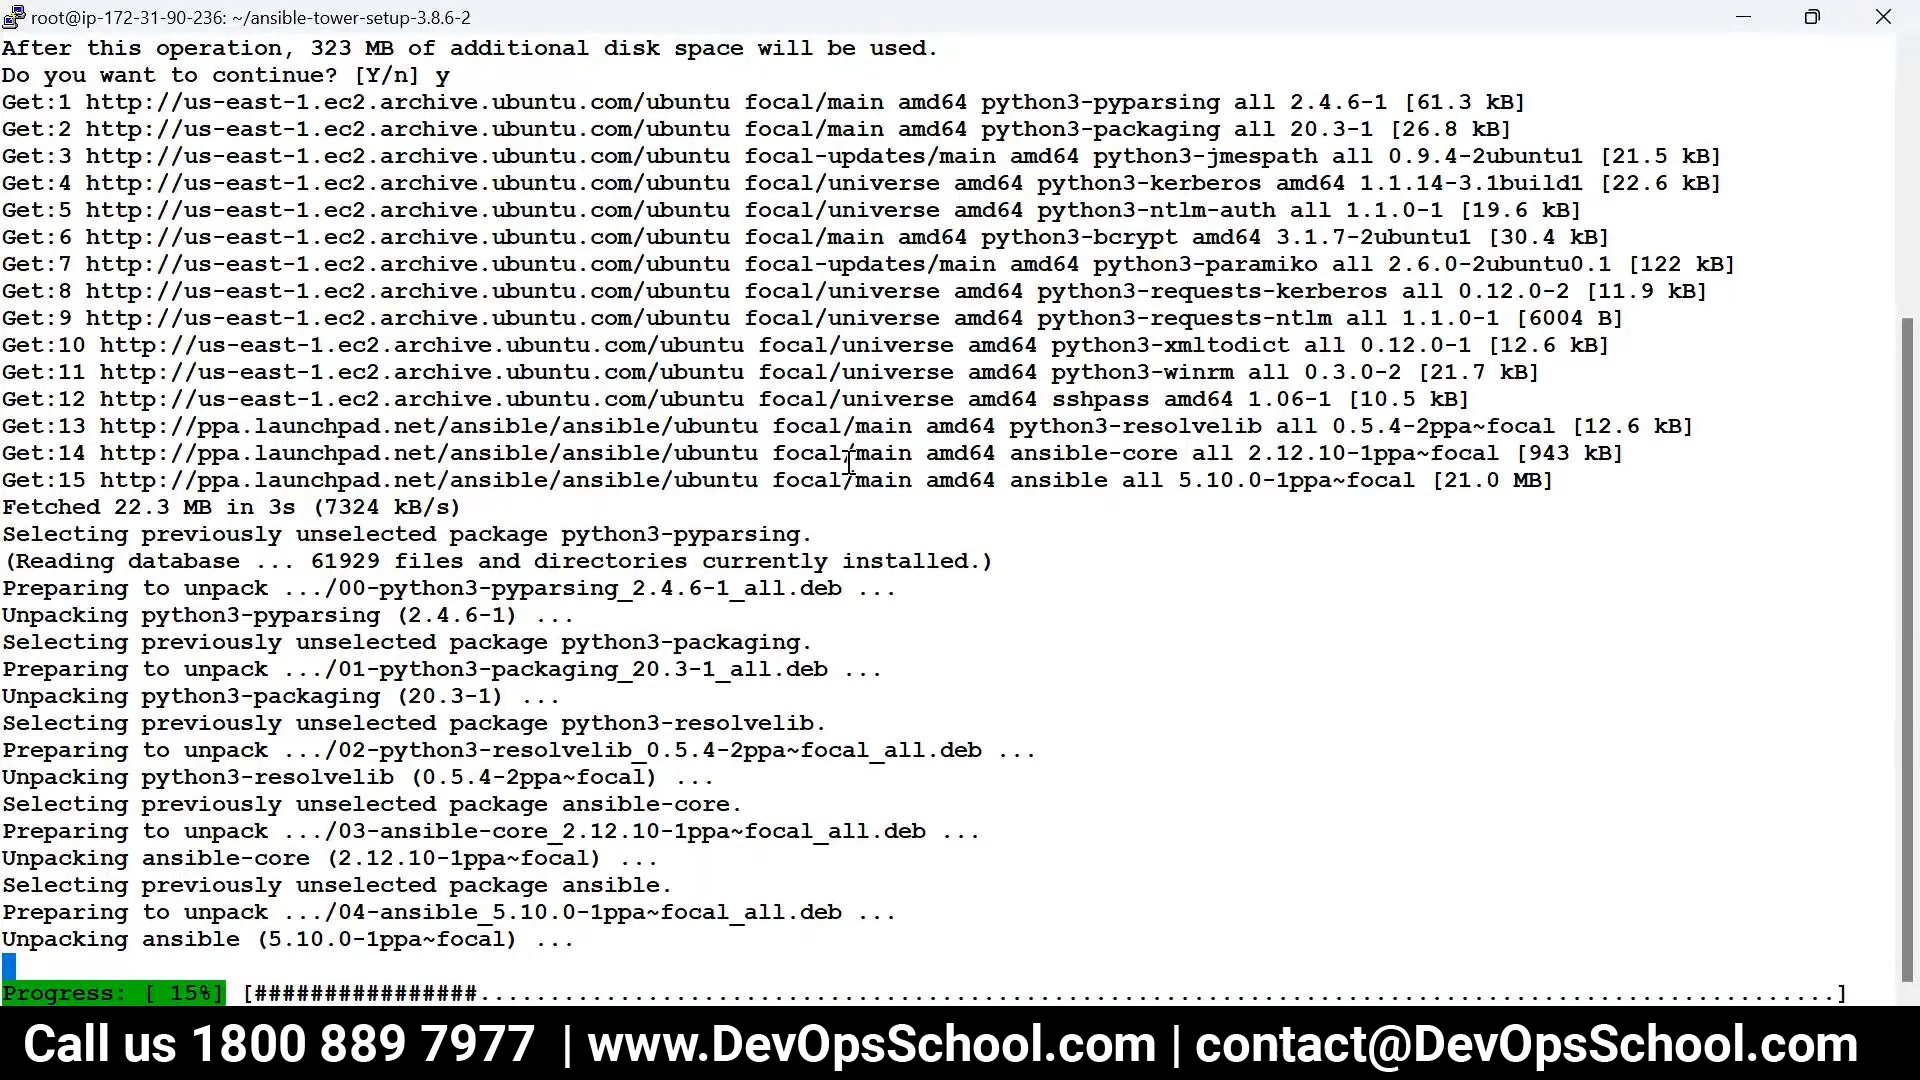 root@ip-172-31-90-236: ~/ansible-tower-setup-3.8.6-2
After this operation, 323 MB of additional disk space will be used.
Do you want to continue? [Y/n] y
Get:1 http://us-east-1.ec2.archive.ubuntu.com/ubuntu focal/main amd64 python3-pyparsing all 2.4.6-1 [61.3 kB]
Get:2 http://us-east-1.ec2.archive.ubuntu.com/ubuntu focal/main amd64 python3-packaging all 20.3-1 [26.8 kB]
Get:3 http://us-east-1.ec2.archive.ubuntu.com/ubuntu focal-updates/main amd64 python3-jmespath all 0.9.4-2ubuntu1 [21.5 kB]
Get:4 http://us-east-1.ec2.archive.ubuntu.com/ubuntu focal/universe amd64 python3-kerberos amd64 1.1.14-3.1build1 [22.6 kB]
Get:5 http://us-east-1.ec2.archive.ubuntu.com/ubuntu focal/universe amd64 python3-ntlm-auth all 1.1.0-1 [19.6 kB]
Get:6 http://us-east-1.ec2.archive.ubuntu.com/ubuntu focal/main amd64 python3-bcrypt amd64 3.1.7-2ubuntu1 [30.4 kB]
Get:7 http://us-east-1.ec2.archive.ubuntu.com/ubuntu focal-updates/main amd64 python3-paramiko all 2.6.0-2ubuntu0.1 [122 kB]
Get:8 http://us-east-1.ec2.archive.ubuntu.com/ubuntu focal/universe amd64 python3-requests-kerberos all 0.12.0-2 [11.9 kB]
Get:9 http://us-east-1.ec2.archive.ubuntu.com/ubuntu focal/universe amd64 python3-requests-ntlm all 1.1.0-1 [6004 B]
Get:10 http://us-east-1.ec2.archive.ubuntu.com/ubuntu focal/universe amd64 python3-xmltodict all 0.12.0-1 [12.6 kB]
Get:11 http://us-east-1.ec2.archive.ubuntu.com/ubuntu focal/universe amd64 python3-winrm all 0.3.0-2 [21.7 kB]
Get:12 http://us-east-1.ec2.archive.ubuntu.com/ubuntu focal/universe amd64 sshpass amd64 1.06-1 [10.5 kB]
Get:13 http://ppa.launchpad.net/ansible/ansible/ubuntu focal/main amd64 python3-resolvelib all 0.5.4-2ppa~focal [12.6 kB]
Get:14 http://ppa.launchpad.net/ansible/ansible/ubuntu focal/main amd64 ansible-core all 2.12.10-1ppa~focal [943 kB]
Get:15 http://ppa.launchpad.net/ansible/ansible/ubuntu focal/main amd64 ansible all 5.10.0-1ppa~focal [21.0 MB]
Fetched 22.3 MB in 3s (7324 kB/s)
Selecting previously unselected package python3-pyparsing.
(Reading database ... 61929 files and directories currently installed.)
Preparing to unpack .../00-python3-pyparsing_2.4.6-1_all.deb ...
Unpacking python3-pyparsing (2.4.6-1) ...
Selecting previously unselected package python3-packaging.
Preparing to unpack .../01-python3-packaging_20.3-1_all.deb ...
Unpacking python3-packaging (20.3-1) ...
Selecting previously unselected package python3-resolvelib.
Preparing to unpack .../02-python3-resolvelib_0.5.4-2ppa~focal_all.deb ...
Unpacking python3-resolvelib (0.5.4-2ppa~focal) ...
Selecting previously unselected package ansible-core.
Preparing to unpack .../03-ansible-core_2.12.10-1ppa~focal_all.deb ...
Unpacking ansible-core (2.12.10-1ppa~focal) ...
Selecting previously unselected package ansible.
Preparing to unpack .../04-ansible_5.10.0-1ppa~focal_all.deb ...
Unpacking ansible (5.10.0-1ppa~focal) ...
Progress: [ 15%] [################.................................................................................................]
Call us 1800 889 7977 | www.DevOpsSchool.com | contact@DevOpsSchool.com